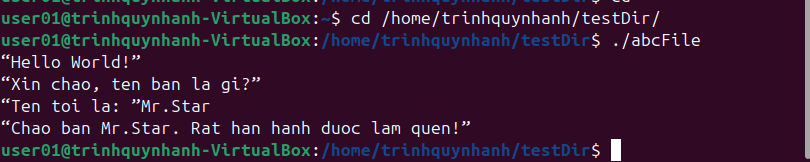 user01@trinhquynhanh-VirtualBox:~$ cd /home/trinhquynhanh/testDir/
user01@trinhquynhanh-VirtualBox:/home/trinhquynhanh/testDir$ ./abcFile
“Hello World!”
“Xin chao, ten ban la gi?”
“Ten toi la: ”Mr.Star
“Chao ban Mr.Star. Rat han hanh duoc lam quen!”
user01@trinhquynhanh-VirtualBox:/home/trinhquynhanh/testDir$